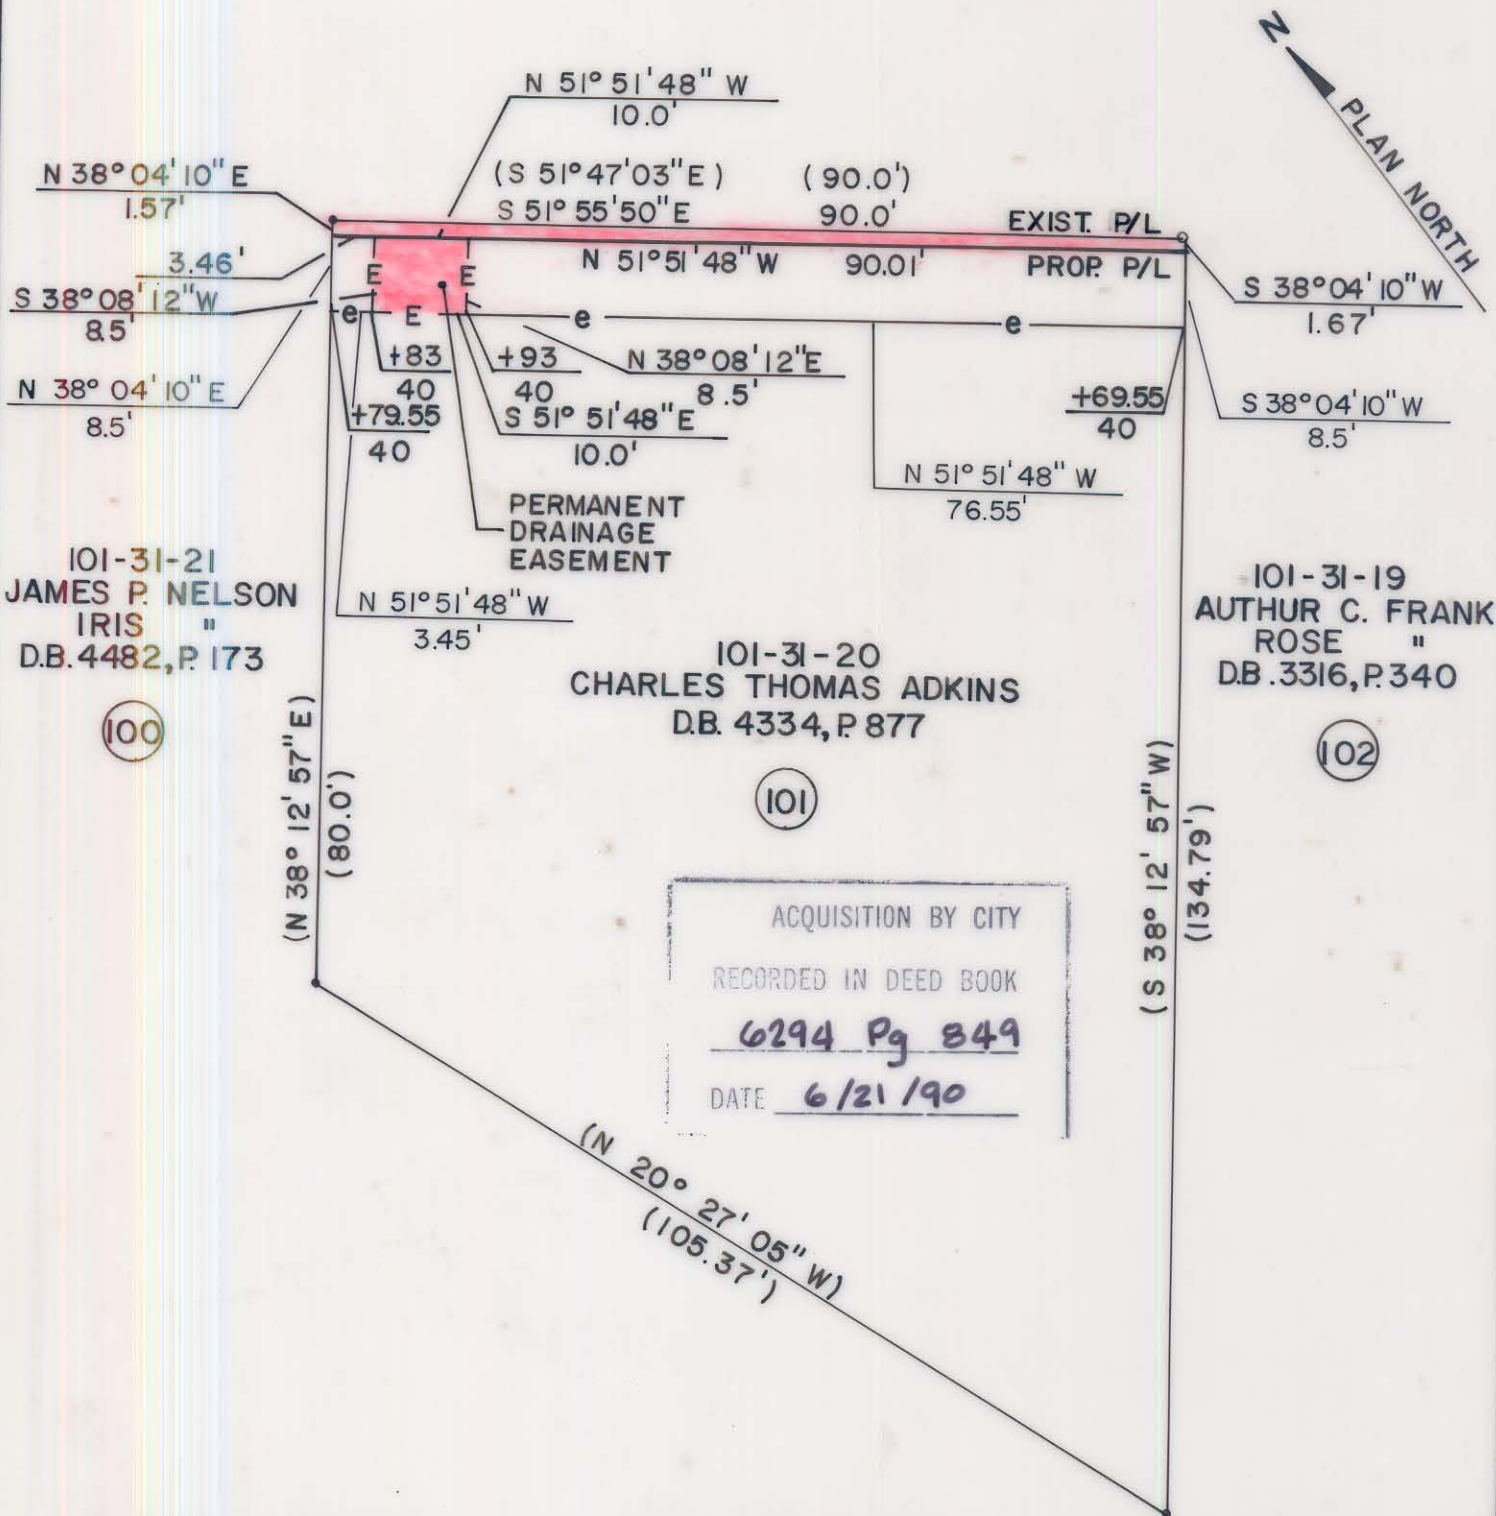 N
PLAN NORTH
N 51° 51' 48" W
10.0'
N 38° 04' 10" E
1.57'
(S 51° 47' 03" E) (90.0')
S 51° 55' 50" E 90.0' EXIST. P/L
3.46'
N 51° 51' 48" W 90.01' PROP. P/L
E E
S 38° 04' 10" W
1.67'
S 38° 08' 12" W
8.5'
e E e e
+83
40
+93
40
N 38° 08' 12" E
8.5'
N 38° 04' 10" E
8.5'
+79.55
40
S 51° 51' 48" E
10.0'
+69.55
40
S 38° 04' 10" W
8.5'
N 51° 51' 48" W
76.55'
PERMANENT
DRAINAGE
EASEMENT
N 51° 51' 48" W
3.45'
101-31-21
JAMES P. NELSON
IRIS "
D.B. 4482, P. 173
100
101-31-20
CHARLES THOMAS ADKINS
D.B. 4334, P. 877
101
101-31-19
AUTHUR C. FRANK
ROSE "
D.B. 3316, P. 340
102
(N 38° 12' 57" E)
(80.0')
(S 38° 12' 57" W)
(134.79')
ACQUISITION BY CITY
RECORDED IN DEED BOOK
6294 Pg 849
DATE 6/21/90
(N 20° 27' 05" W)
(105.37')